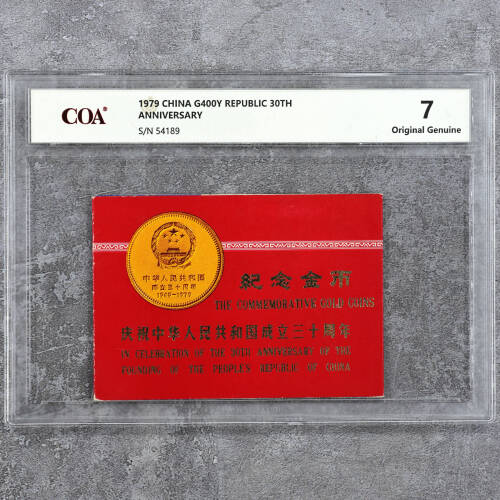 COA®
1979 CHINA G400Y REPUBLIC 30TH
ANNIVERSARY
S/N 54189
7
Original Genuine
中华人民共和国
成立三十周年
1949-1979
纪念金币
THE COMMEMORATIVE GOLD COINS
庆祝中华人民共和国成立三十周年
IN CELEBRATION OF THE 30TH ANNIVERSARY OF THE
FOUNDING OF THE PEOPLE'S REPUBLIC OF CHINA